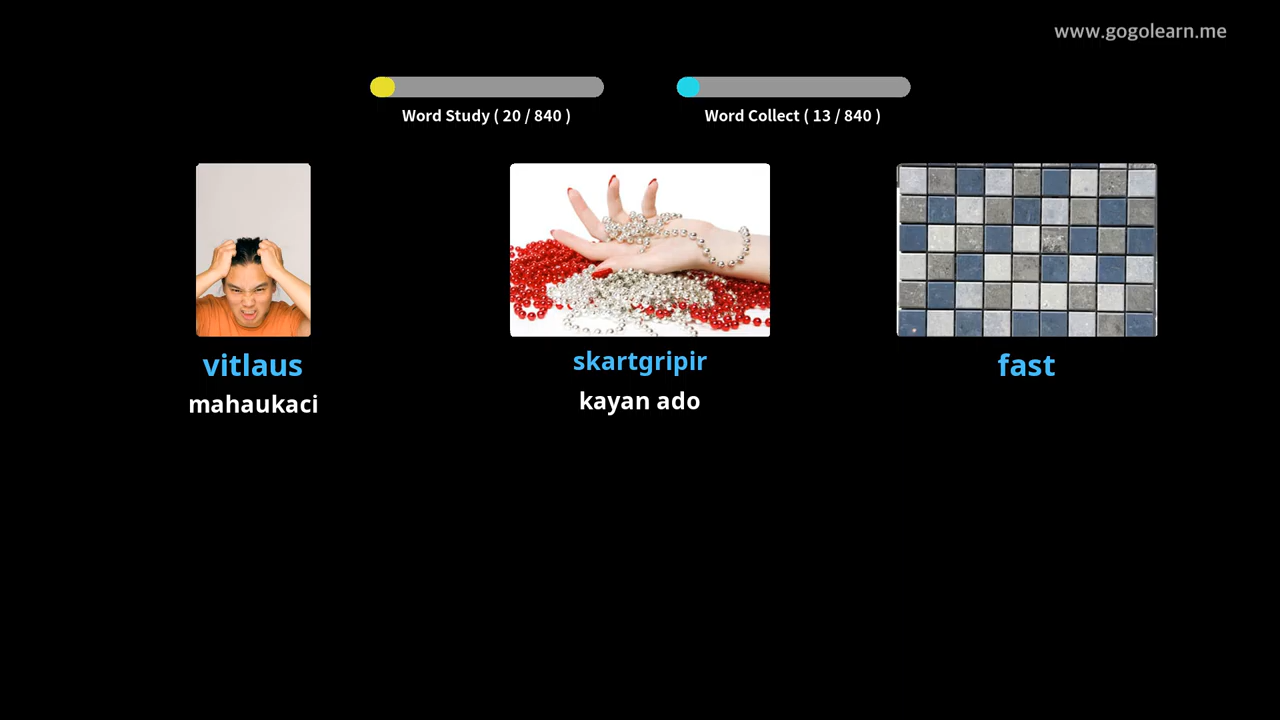 www.gogolearn.me
Word Study ( 20 / 840 )
Word Collect ( 13 / 840 )
vitlaus
mahaukaci
skartgripir
kayan ado
fast